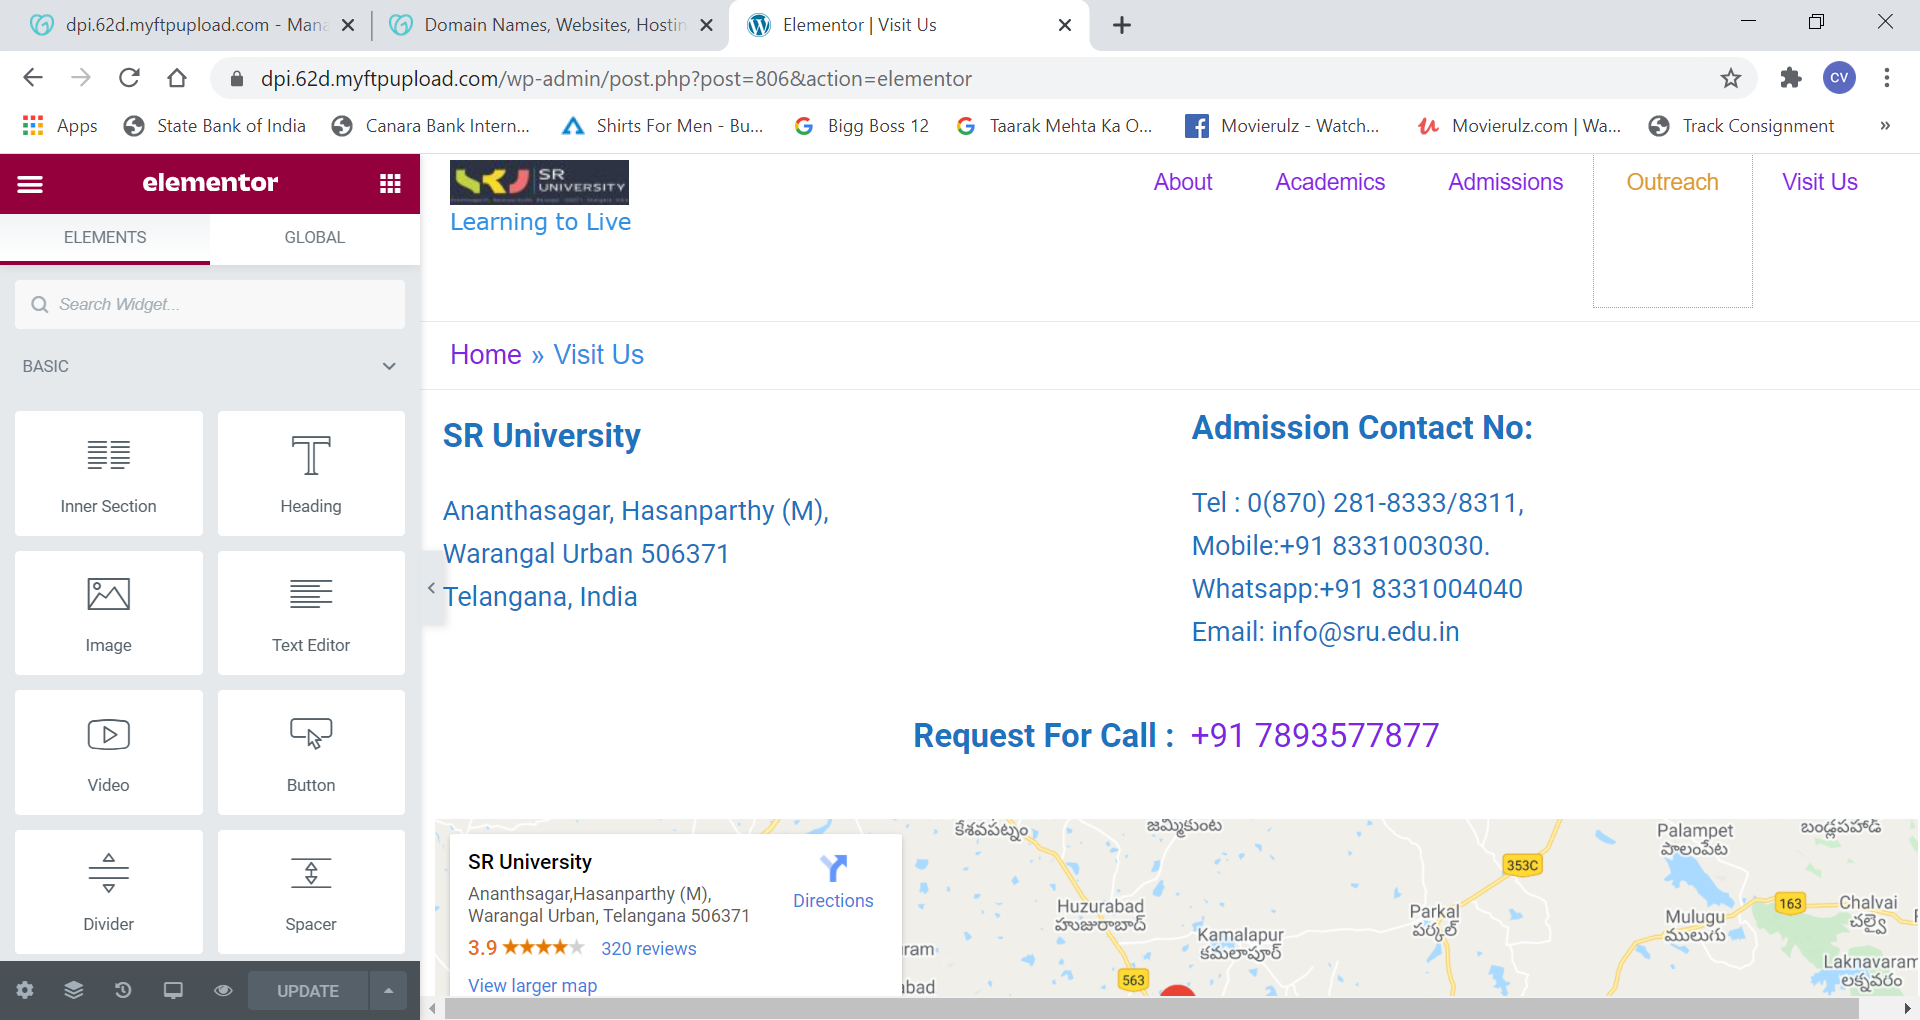 dpi.62d.myftpupload.com - Mana
Domain Names, Websites, Hostin
Elementor | Visit Us
dpi.62d.myftpupload.com/wp-admin/post.php?post=806&action=elementor
CV
Apps
State Bank of India
Canara Bank Intern...
Shirts For Men - Bu...
Bigg Boss 12
Taarak Mehta Ka O...
Movierulz - Watch...
Movierulz.com | Wa...
Track Consignment
»
elementor
ELEMENTS
GLOBAL
Search Widget...
BASIC
Inner Section
Heading
Image
Text Editor
Video
Button
Divider
Spacer
UPDATE
SR
UNIVERSITY
Learning to Live
About
Academics
Admissions
Outreach
Visit Us
Home » Visit Us
SR University
Ananthasagar, Hasanparthy (M),
Warangal Urban 506371
Telangana, India
Admission Contact No:
Tel : 0(870) 281-8333/8311,
Mobile:+91 8331003030.
Whatsapp:+91 8331004040
Email: info@sru.edu.in
Request For Call : +91 7893577877
SR University
Ananthsagar,Hasanparthy (M),
Warangal Urban, Telangana 506371
3.9
320 reviews
View larger map
Directions
కేశవపట్నం
జమ్మికుంట
Palampet
పాలంపేట
353C
Huzurabad
హుజురాబాద్
Parkal
పర్కల్
163
Chalvai
చల్వై
Mulugu
ములుగు
Kamalapur
కమలాపూర్
563
Laknavaram
లక్నవరం
ram
abad